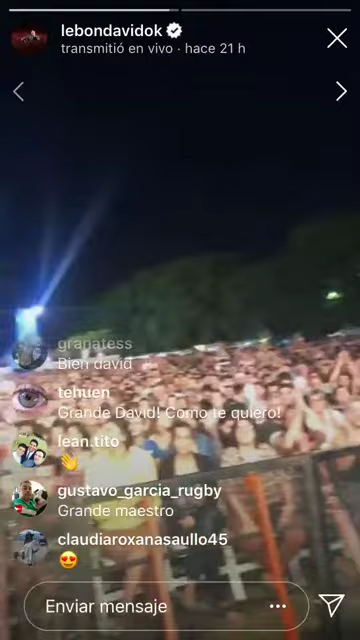 lebondavidok
transmitió en vivo · hace 21 h
granatess
Bien david
tehuen
Grande David! Como te quiero!
lean.tito
👏
gustavo_garcia_rugby
Grande maestro
claudiaroxanasaullo45
😍
Enviar mensaje